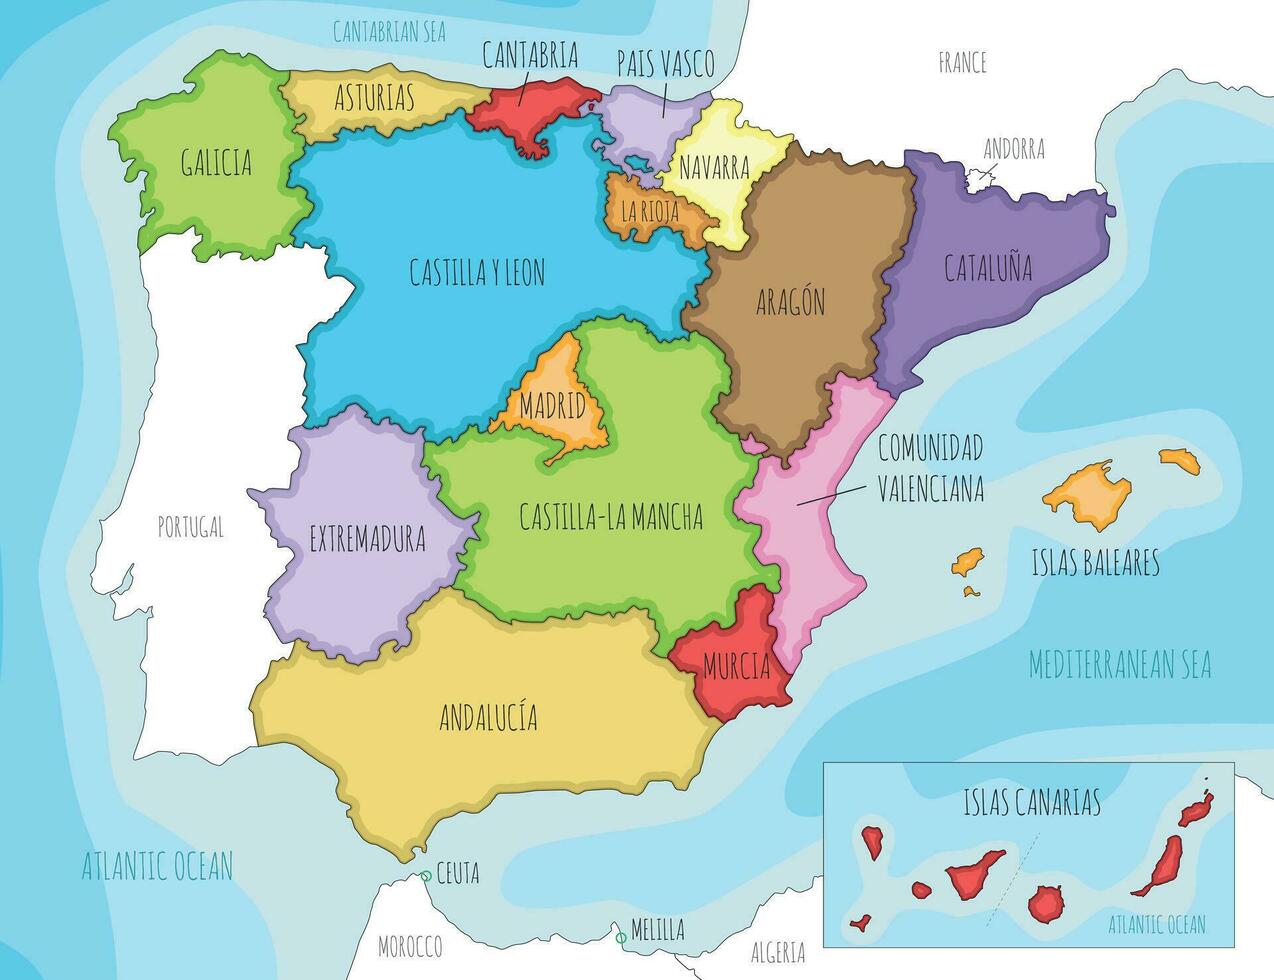 CANTABRIAN SEA
CANTABRIA
PAIS VASCO
FRANCE
ASTURIAS
ANDORRA
GALICIA
NAVARRA
LA RIOJA
CASTILLA Y LEON
CATALUÑA
ARAGÓN
MADRID
COMUNIDAD
VALENCIANA
PORTUGAL
CASTILLA-LA MANCHA
EXTREMADURA
ISLAS BALEARES
MURCIA
MEDITERRANEAN SEA
ANDALUCÍA
ISLAS CANARIAS
ATLANTIC OCEAN
CEUTA
ATLANTIC OCEAN
MELILLA
MOROCCO
ALGERIA